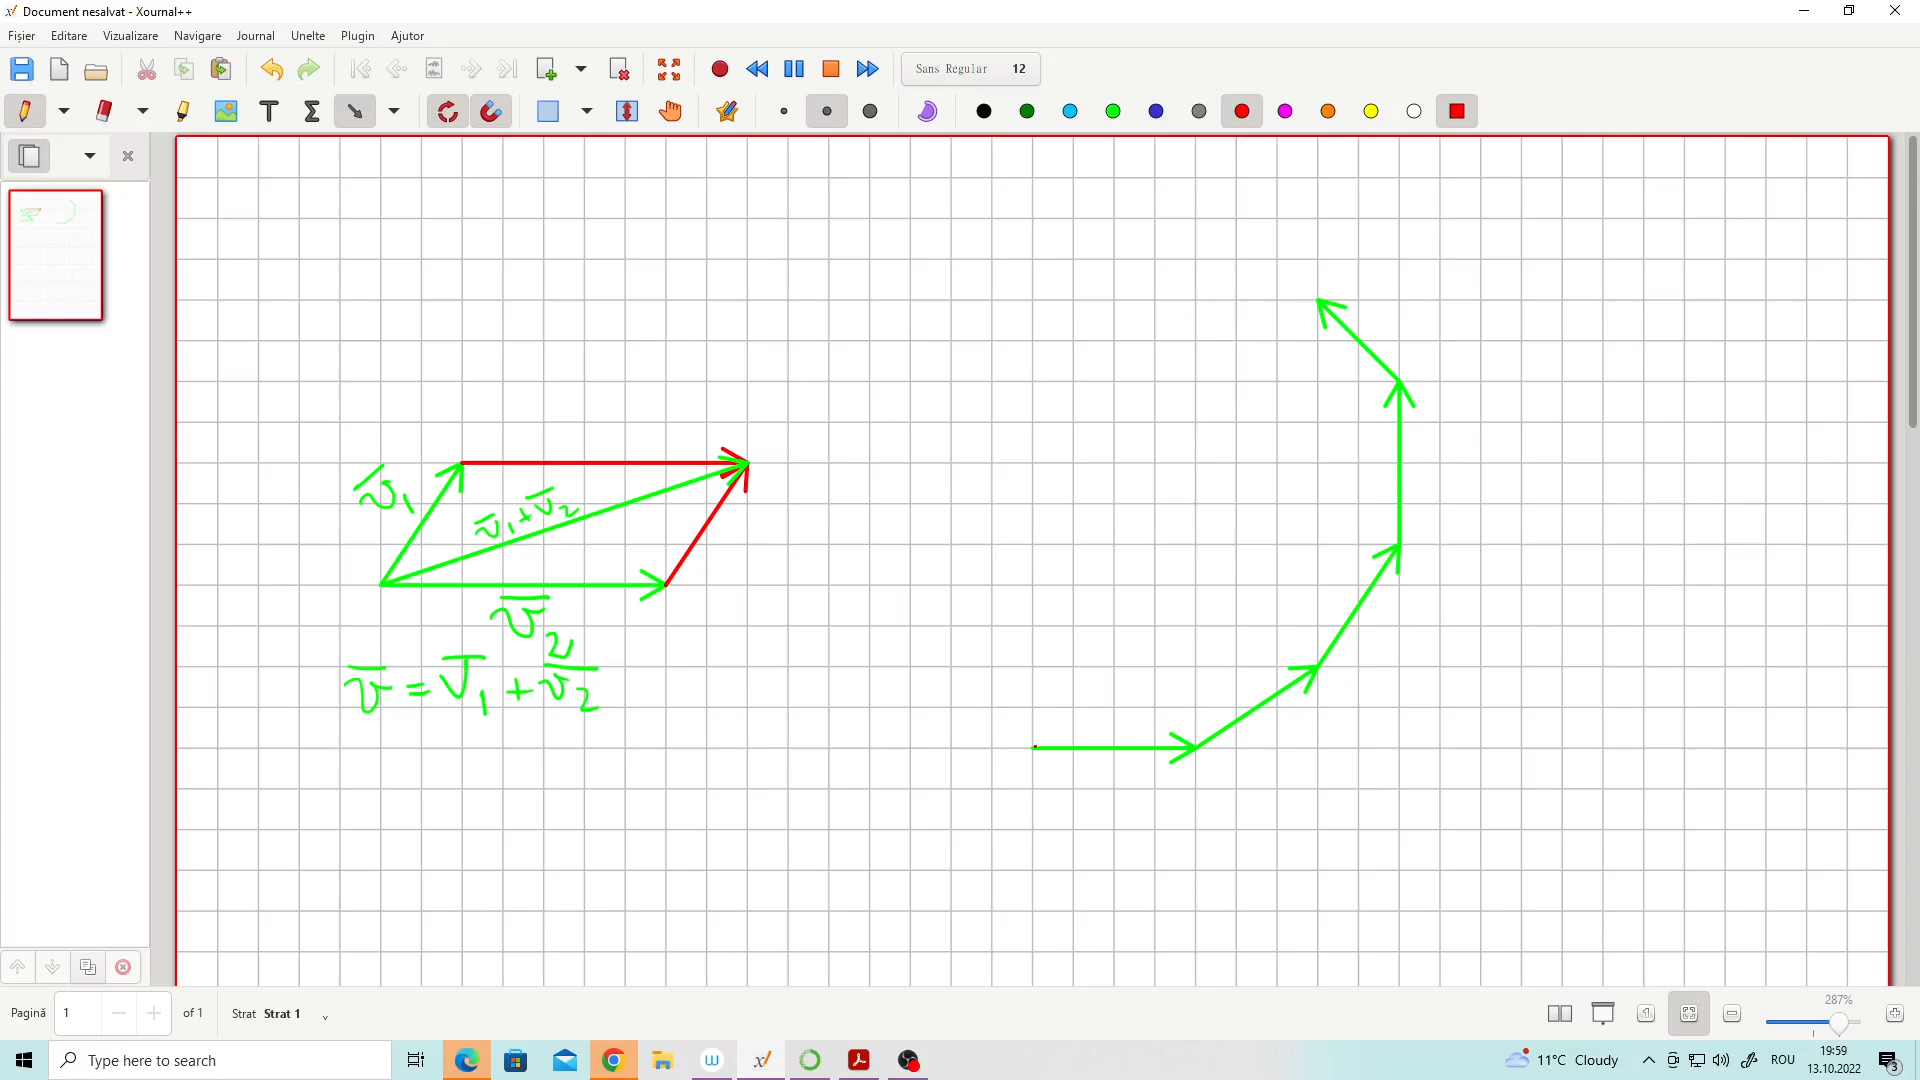 Document nesalvat - Xournal++
Fișier Editare Vizualizare Navigare Journal Unelte Plugin Ajutor
Sans Regular 12
v̅₁
v̅₁+v̅₂
v̅₂
v̅ = v̅₁ + v̅₂
Pagină 1 of 1 Strat Strat 1
287%
Type here to search
11°C Cloudy
ROU
19:59
13.10.2022
3